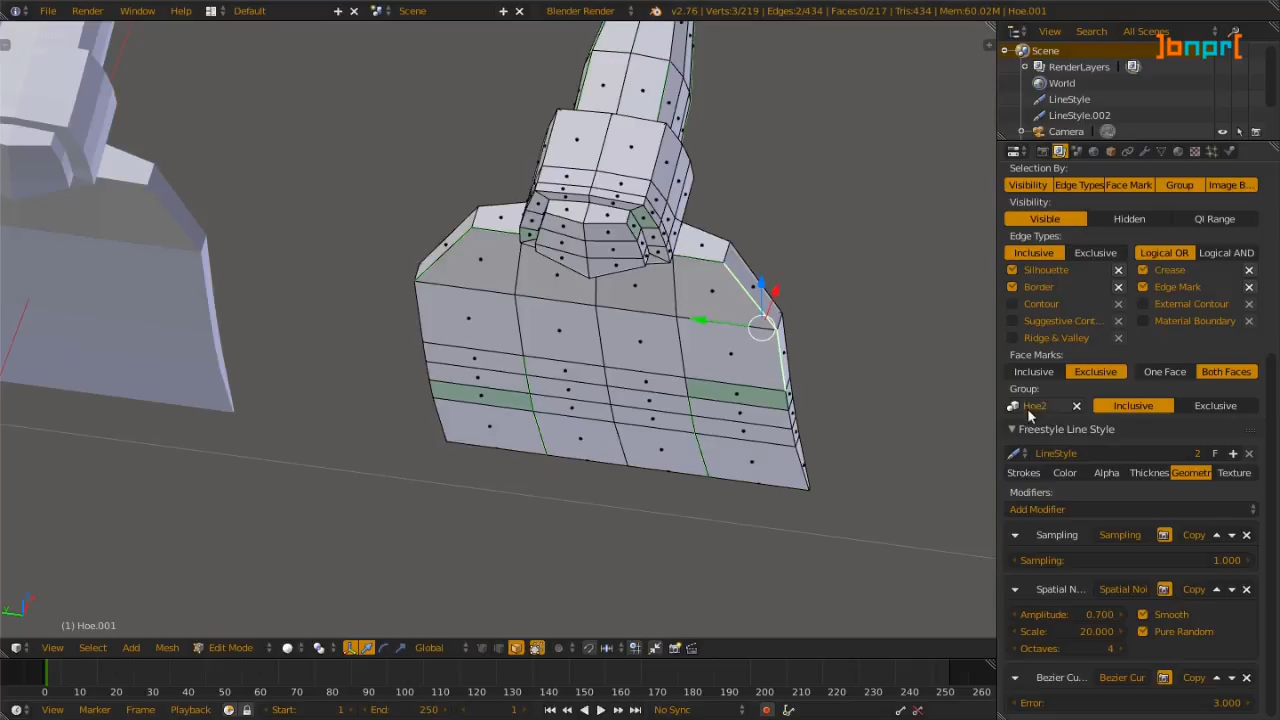 File Render Window Help Default Scene Blender Render v2.76 | Verts:3/219 | Edges:2/434 | Faces:0/217 | Tris:434 | Mem:60.02M | Hoe.001
View Search All Scenes
]bnpr[
Scene
RenderLayers
World
LineStyle
LineStyle.002
Camera
Selection By:
Visibility Edge Types Face Mark Group Image B...
Visibility:
Visible Hidden QI Range
Edge Types:
Inclusive Exclusive Logical OR Logical AND
Silhouette Crease
Border Edge Mark
Contour External Contour
Suggestive Cont... Material Boundary
Ridge & Valley
Face Marks:
Inclusive Exclusive One Face Both Faces
Group:
Hoe2 Inclusive Exclusive
Freestyle Line Style
LineStyle 2 F
Strokes Color Alpha Thicknes Geometr Texture
Modifiers:
Add Modifier
Sampling Sampling Copy
Sampling: 1.000
Spatial N... Spatial Noi Copy
Amplitude: 0.700 Smooth
Scale: 20.000 Pure Random
Octaves: 4
Bezier Cu... Bezier Cur Copy
Error: 3.000
(1) Hoe.001
View Select Add Mesh Edit Mode Global
0 10 20 30 40 50 60 70 80 90 100 110 120 130 140 150 160 170 180 190 200 210 220 230 240 250 260
View Marker Frame Playback Start: 1 End: 250 1 No Sync